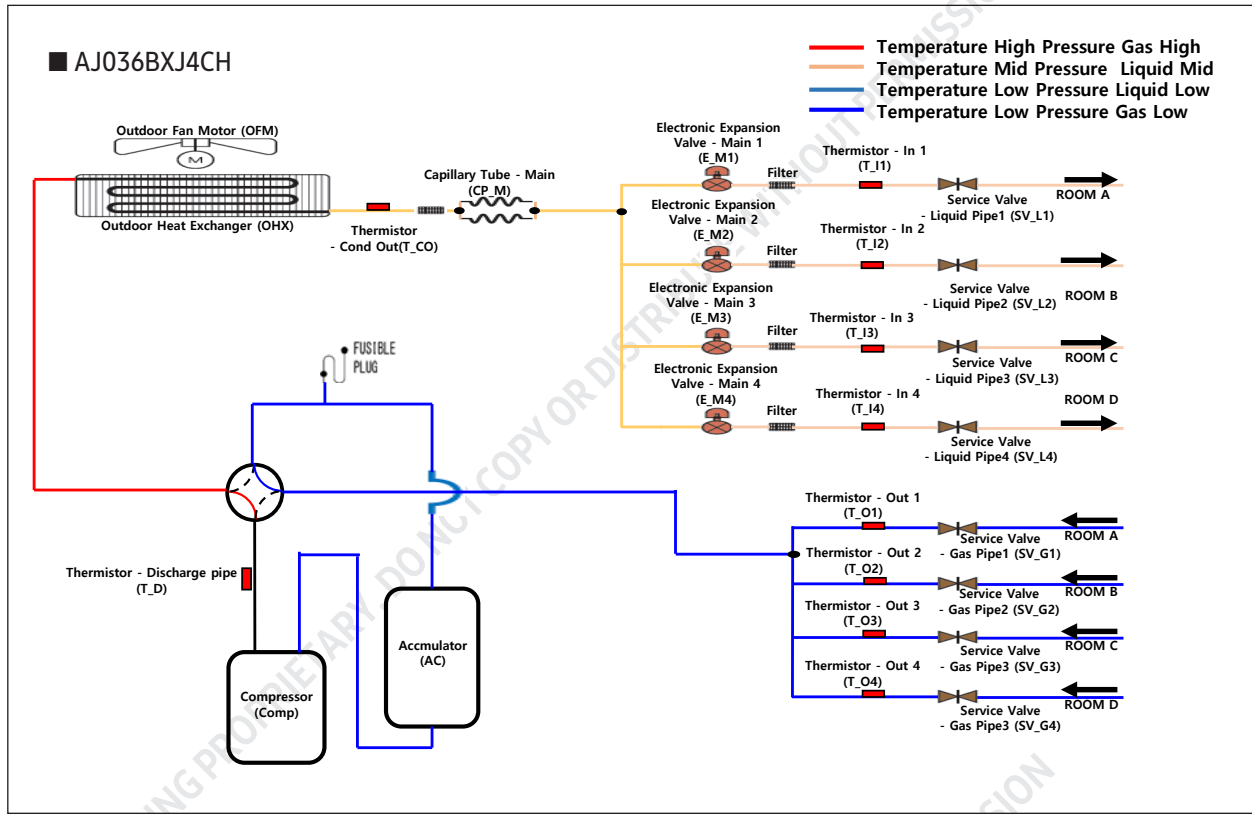 ■ AJ036BXJ4CH
Temperature High Pressure Gas High
Temperature Mid Pressure Liquid Mid
Temperature Low Pressure Liquid Low
Temperature Low Pressure Gas Low
Outdoor Fan Motor (OFM)
M
Outdoor Heat Exchanger (OHX)
Thermistor
- Cond Out(T_CO)
Capillary Tube - Main
(CP_M)
Electronic Expansion
Valve - Main 1
(E_M1)
Filter
Thermistor - In 1
(T_I1)
Service Valve
- Liquid Pipe1 (SV_L1)
ROOM A
Electronic Expansion
Valve - Main 2
(E_M2)
Filter
Thermistor - In 2
(T_I2)
Service Valve
- Liquid Pipe2 (SV_L2)
ROOM B
Electronic Expansion
Valve - Main 3
(E_M3)
Filter
Thermistor - In 3
(T_I3)
Service Valve
- Liquid Pipe3 (SV_L3)
ROOM C
Electronic Expansion
Valve - Main 4
(E_M4)
Filter
Thermistor - In 4
(T_I4)
Service Valve
- Liquid Pipe4 (SV_L4)
ROOM D
FUSIBLE
PLUG
Thermistor - Discharge pipe
(T_D)
Compressor
(Comp)
Accmulator
(AC)
Thermistor - Out 1
(T_O1)
Service Valve
- Gas Pipe1 (SV_G1)
ROOM A
Thermistor - Out 2
(T_O2)
Service Valve
- Gas Pipe2 (SV_G2)
ROOM B
Thermistor - Out 3
(T_O3)
Service Valve
- Gas Pipe3 (SV_G3)
ROOM C
Thermistor - Out 4
(T_O4)
Service Valve
- Gas Pipe3 (SV_G4)
ROOM D
PROPRIETARY, DO NOT COPY OR DISTRIBUTE WITHOUT PERMISSION